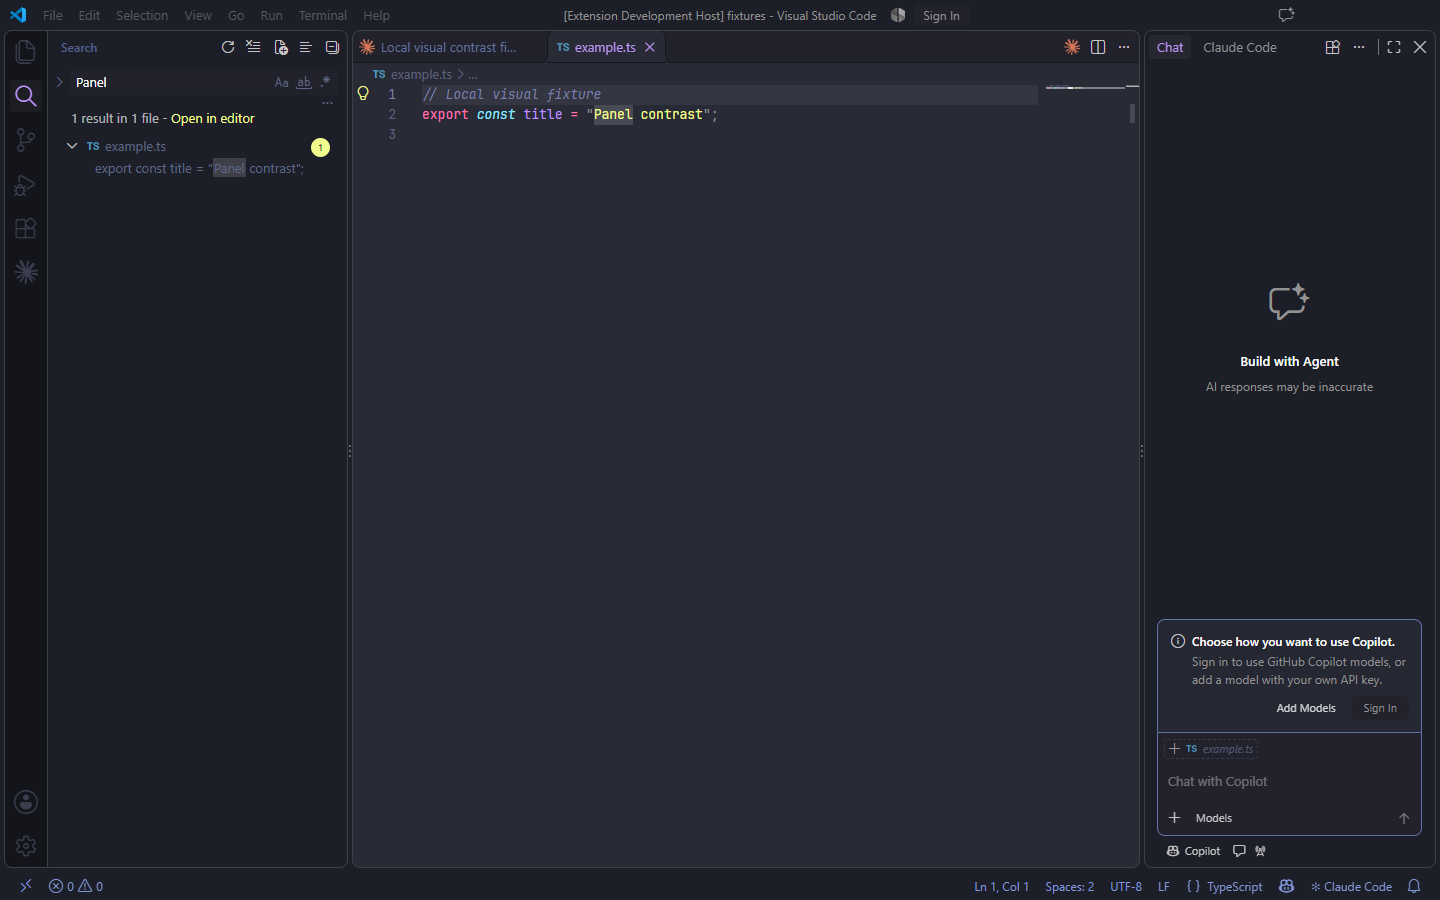 File Edit Selection View Go Run Terminal Help
[Extension Development Host] fixtures - Visual Studio Code
Sign In
Search
Panel
Aa ab .*
1 result in 1 file - Open in editor
TS example.ts
1
export const title = "Panel contrast";
Local visual contrast fi...
TS example.ts
TS example.ts > ...
1 // Local visual fixture
2 export const title = "Panel contrast";
3
Chat Claude Code
Build with Agent
AI responses may be inaccurate
Choose how you want to use Copilot.
Sign in to use GitHub Copilot models, or
add a model with your own API key.
Add Models Sign In
TS example.ts
Chat with Copilot
Models
Copilot
0 0
Ln 1, Col 1 Spaces: 2 UTF-8 LF { } TypeScript Claude Code